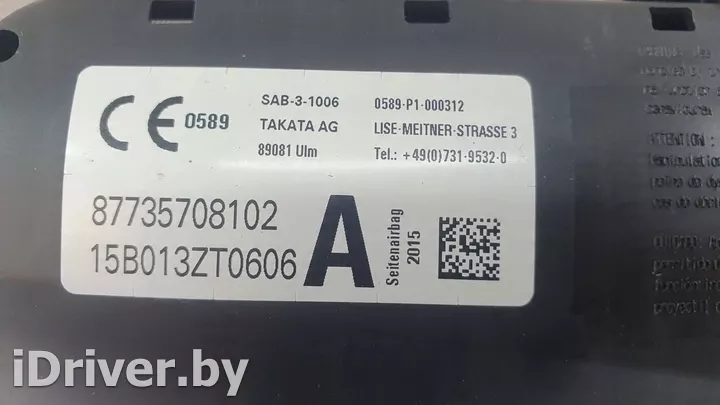 CE 0589
SAB-3-1006
TAKATA AG
89081 Ulm
0589-P1-000312
LISE-MEITNER-STRASSE 3
Tel.: +49(0)731-9532-0
87735708102
15B013ZT0606
A
Seitenairbag
2015
iDriver.by